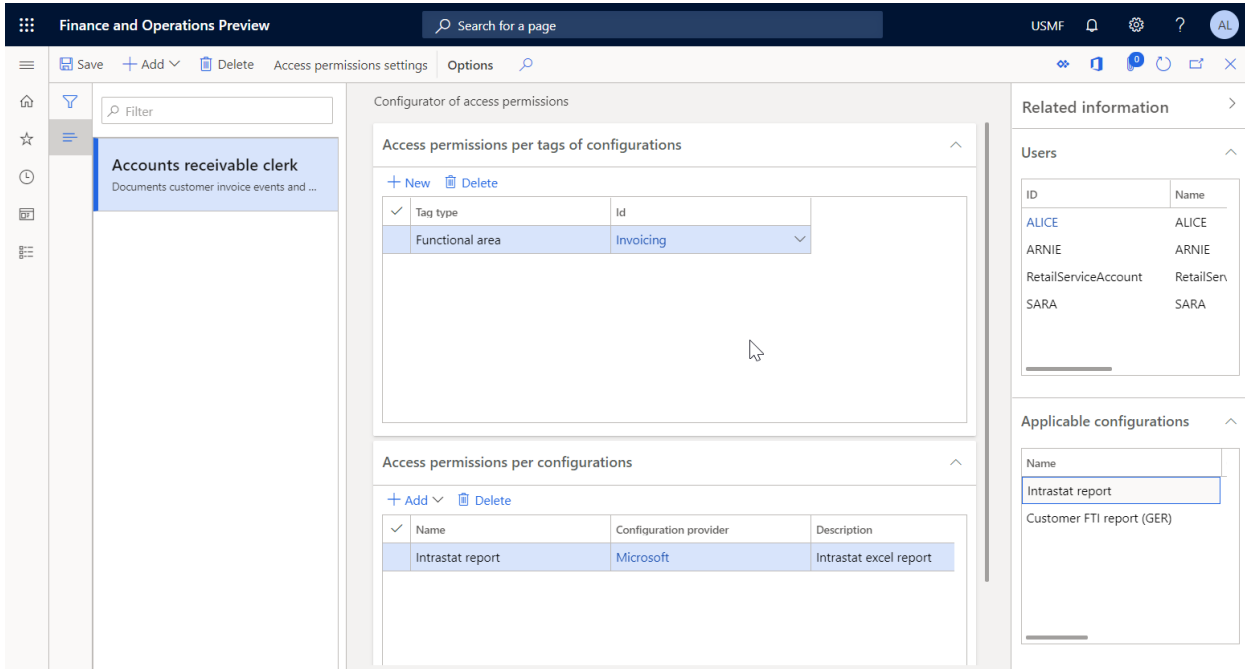 Finance and Operations Preview
Search for a page
USMF
?
AL
Save
Add
Delete
Access permissions settings
Options
0
Filter
Accounts receivable clerk
Documents customer invoice events and ...
Configurator of access permissions
Access permissions per tags of configurations
New
Delete
Tag type
Id
Functional area
Invoicing
Access permissions per configurations
Add
Delete
Name
Configuration provider
Description
Intrastat report
Microsoft
Intrastat excel report
Related information
Users
ID
Name
ALICE
ALICE
ARNIE
ARNIE
RetailServiceAccount
RetailServ
SARA
SARA
Applicable configurations
Name
Intrastat report
Customer FTI report (GER)